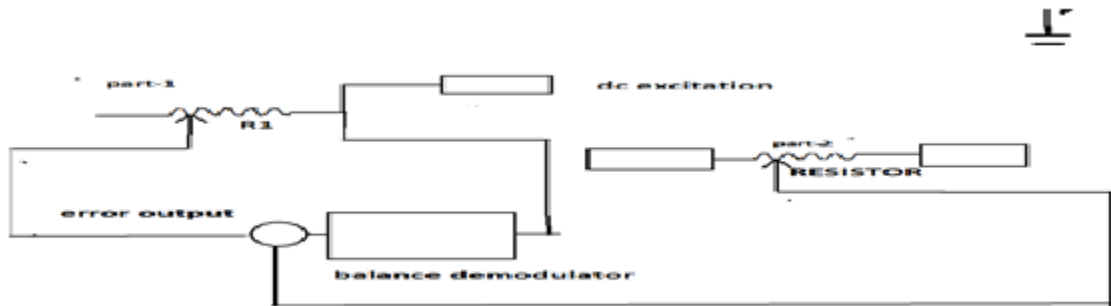 part-1
dc excitation
R1
part-2
RESISTOR
error output
balance demodulator